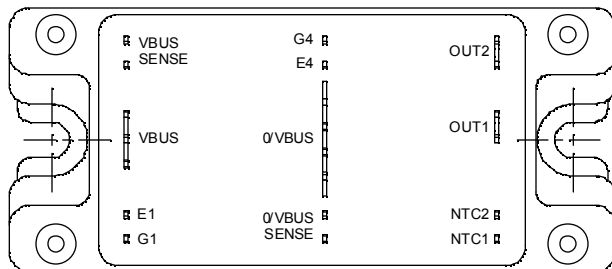 VBUS
SENSE
G4
E4
OUT2
VBUS
0/VBUS
OUT1
E1
G1
0/VBUS
SENSE
NTC2
NTC1